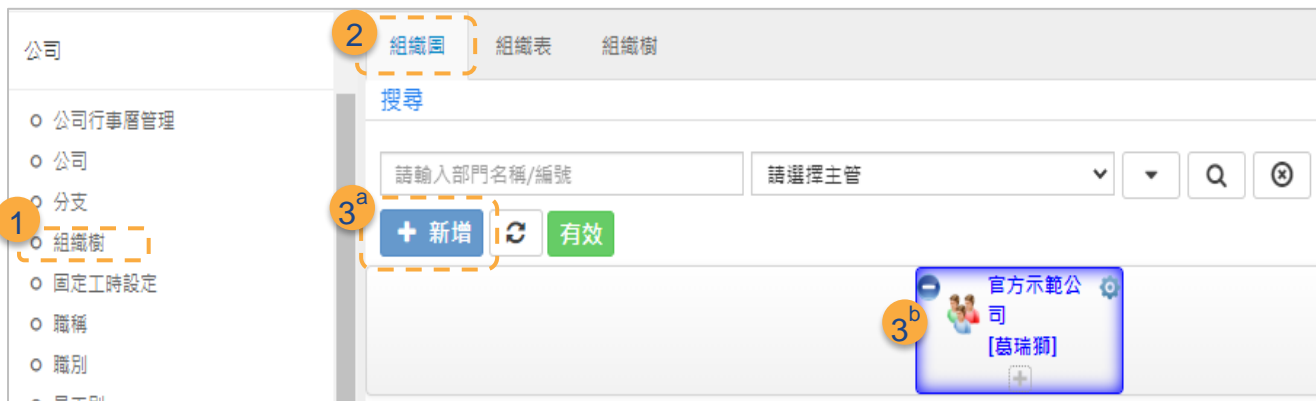 公司
公司行事曆管理
公司
分支
1
組織樹
固定工時設定
職稱
職別
2
組織圖 組織表 組織樹
搜尋
請輸入部門名稱/編號 請選擇主管
3a
新增 有效
官方示範公
司
[葛瑞獅]
3b